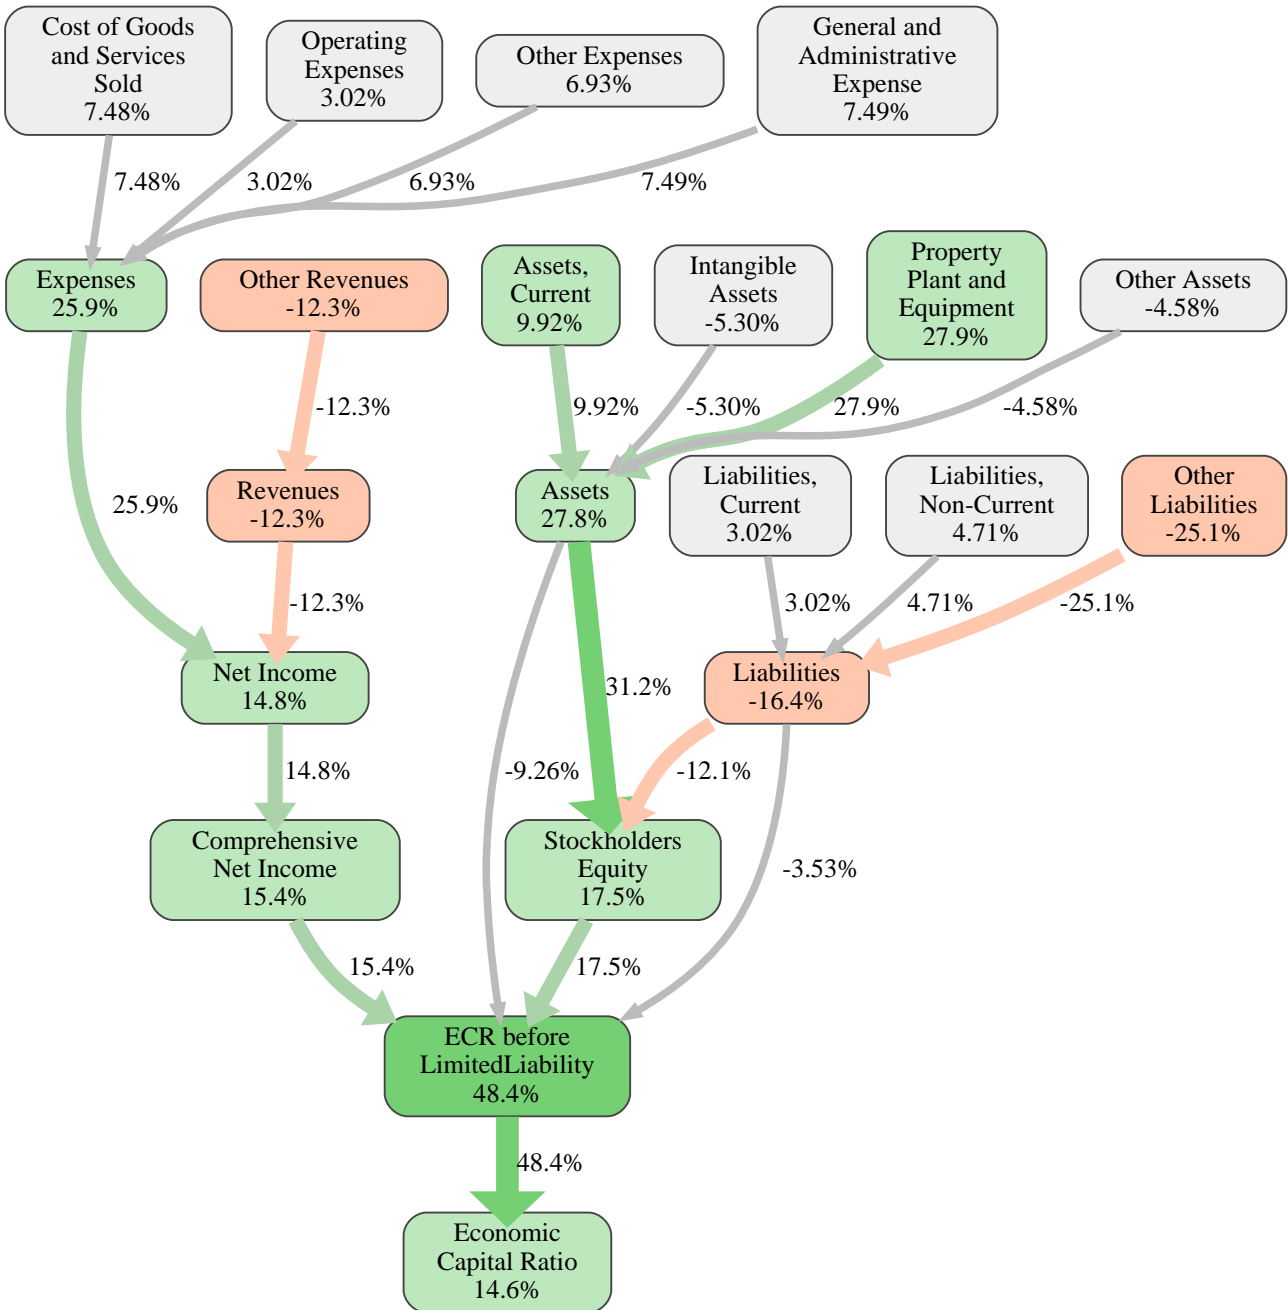 Cost of Goods
and Services
Sold
7.48%
Operating
Expenses
3.02%
Other Expenses
6.93%
General and
Administrative
Expense
7.49%
7.48%
3.02%
6.93%
7.49%
Expenses
25.9%
Other Revenues
-12.3%
Assets,
Current
9.92%
Intangible
Assets
-5.30%
Property
Plant and
Equipment
27.9%
Other Assets
-4.58%
-12.3%
9.92%
-5.30%
27.9%
-4.58%
25.9%
Revenues
-12.3%
Assets
27.8%
Liabilities,
Current
3.02%
Liabilities,
Non-Current
4.71%
Other
Liabilities
-25.1%
-12.3%
3.02%
4.71%
-25.1%
Net Income
14.8%
31.2%
Liabilities
-16.4%
14.8%
-9.26%
-12.1%
Comprehensive
Net Income
15.4%
Stockholders
Equity
17.5%
-3.53%
15.4%
17.5%
ECR before
LimitedLiability
48.4%
48.4%
Economic
Capital Ratio
14.6%